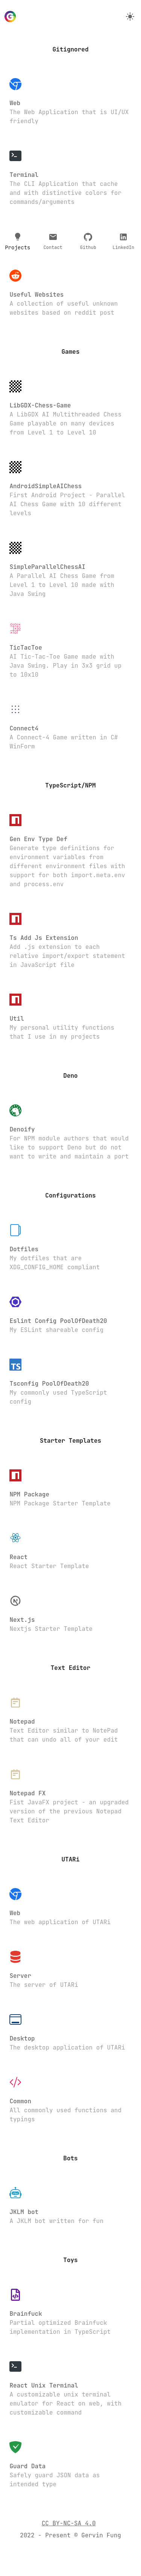 Gitignored
Web
The Web Application that is UI/UX
friendly
Terminal
The CLI Application that cache
and with distinctive colors for
commands/arguments
Projects
Contact
Github
LinkedIn
Useful Websites
A collection of useful unknown
websites based on reddit post
Games
LibGDX-Chess-Game
A LibGDX AI Multithreaded Chess
Game playable on many devices
from Level 1 to Level 10
AndroidSimpleAIChess
First Android Project - Parallel
AI Chess Game with 10 different
levels
SimpleParallelChessAI
A Parallel AI Chess Game from
Level 1 to Level 10 made with
Java Swing
TicTacToe
AI Tic-Tac-Toe Game made with
Java Swing. Play in 3x3 grid up
to 10x10
Connect4
A Connect-4 Game written in C#
WinForm
TypeScript/NPM
Gen Env Type Def
Generate type definitions for
environment variables from
different environment files with
support for both import.meta.env
and process.env
Ts Add Js Extension
Add .js extension to each
relative import/export statement
in JavaScript file
Util
My personal utility functions
that I use in my projects
Deno
Denoify
For NPM module authors that would
like to support Deno but do not
want to write and maintain a port
Configurations
Dotfiles
My dotfiles that are
XDG_CONFIG_HOME compliant
Eslint Config PoolOfDeath20
My ESLint shareable config
Tsconfig PoolOfDeath20
My commonly used TypeScript
config
Starter Templates
NPM Package
NPM Package Starter Template
React
React Starter Template
Next.js
Nextjs Starter Template
Text Editor
Notepad
Text Editor similar to NotePad
that can undo all of your edit
Notepad FX
Fist JavaFX project - an upgraded
version of the previous Notepad
Text Editor
UTARi
Web
The web application of UTARi
Server
The server of UTARi
Desktop
The desktop application of UTARi
Common
All commonly used functions and
typings
Bots
JKLM bot
A JKLM bot written for fun
Toys
Brainfuck
Partial optimized Brainfuck
implementation in TypeScript
React Unix Terminal
A customizable unix terminal
emulator for React on web, with
customizable command
Guard Data
Safely guard JSON data as
intended type
CC BY-NC-SA 4.0
2022 - Present © Gervin Fung